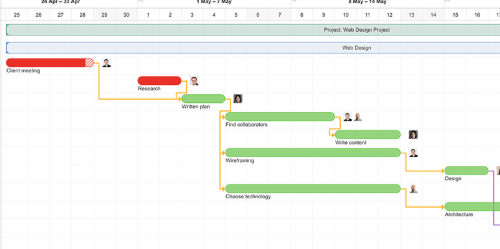 24 Apr – 30 Apr
1 May – 7 May
8 May – 14 May
25 26 27 28 29 30 1 2 3 4 5 6 7 8 9 10 11 12 13 14 15 16 17
Project: Web Design Project
Web Design
Client meeting
Research
Written plan
Find collaborators
Write content
Wireframing
Design
Choose technology
Architecture